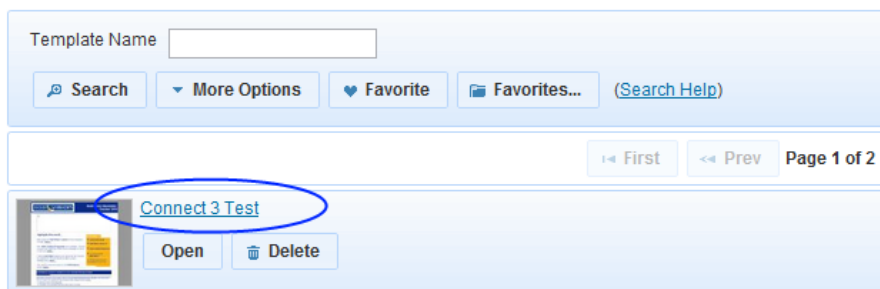 Template Name
Search More Options Favorite Favorites... (Search Help)
First Prev Page 1 of 2
Connect 3 Test
Open Delete